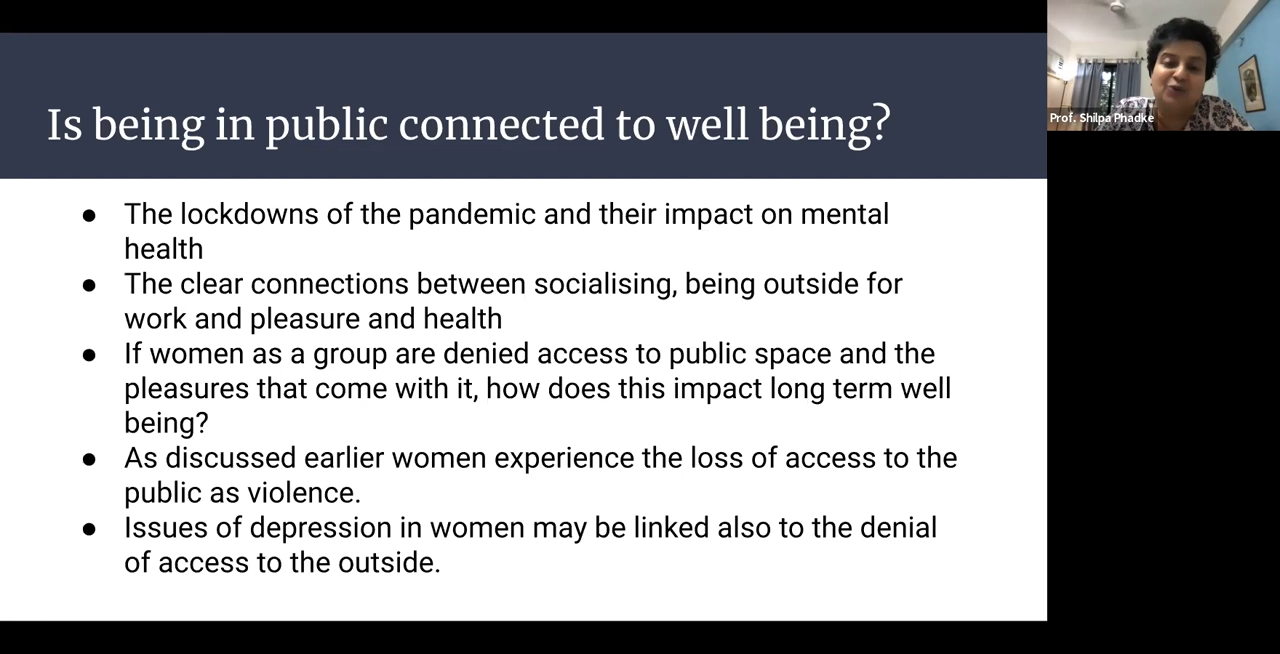 Is being in public connected to well being?
● The lockdowns of the pandemic and their impact on mental
health
● The clear connections between socialising, being outside for
work and pleasure and health
● If women as a group are denied access to public space and the
pleasures that come with it, how does this impact long term well
being?
● As discussed earlier women experience the loss of access to the
public as violence.
● Issues of depression in women may be linked also to the denial
of access to the outside.
Prof. Shilpa Phadke